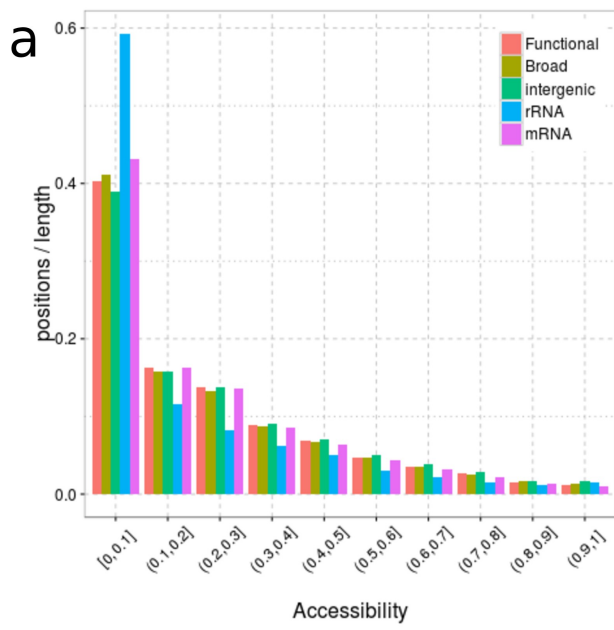 a
0.6
0.4
0.2
0.0
positions / length
Functional
Broad
intergenic
rRNA
mRNA
[0,0.1]
(0.1,0.2]
(0.2,0.3]
(0.3,0.4]
(0.4,0.5]
(0.5,0.6]
(0.6,0.7]
(0.7,0.8]
(0.8,0.9]
(0.9,1]
Accessibility